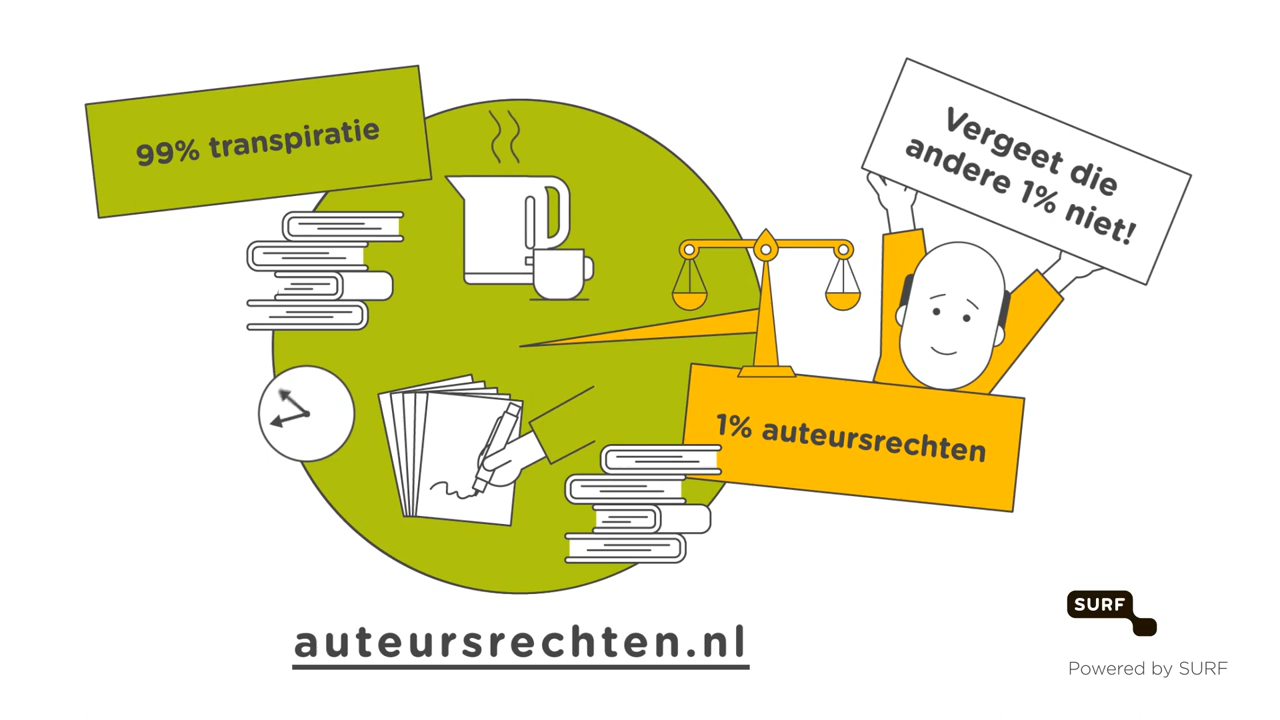 99% transpiratie
Vergeet die
andere 1% niet!
1% auteursrechten
auteursrechten.nl
SURF
Powered by SURF